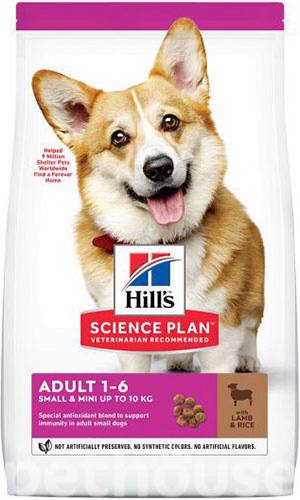 Helped
9 Million
Shelter Pets
Worldwide
Find a Forever
Home
Hill's
SCIENCE PLAN™
VETERINARIAN RECOMMENDED
ADULT 1-6
SMALL & MINI UP TO 10 KG
Special antioxidant blend to support
immunity in adult small dogs
with
LAMB
& RICE
NOT ARTIFICIALLY PRESERVED. NO SYNTHETIC COLORS. NO ARTIFICIAL FLAVORS.